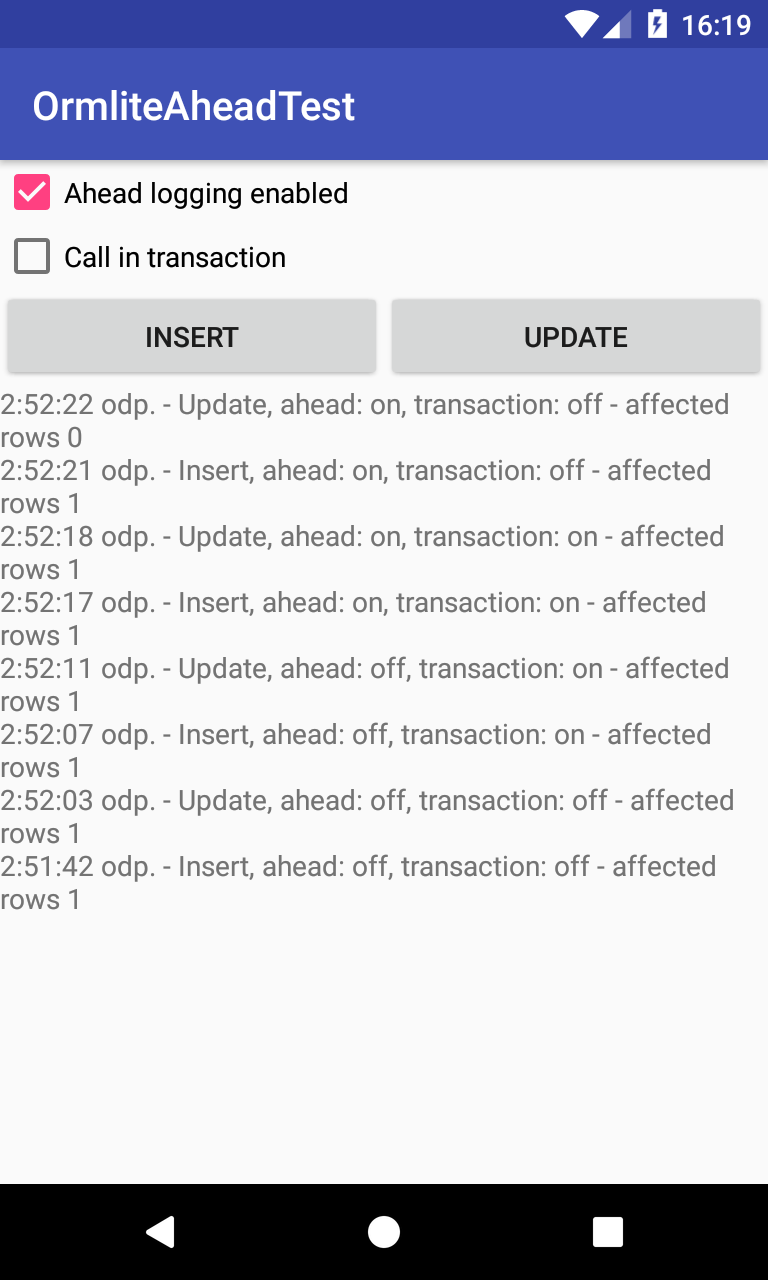 16:19
OrmliteAheadTest
Ahead logging enabled
Call in transaction
INSERT UPDATE
2:52:22 odp. - Update, ahead: on, transaction: off - affected
rows 0
2:52:21 odp. - Insert, ahead: on, transaction: off - affected
rows 1
2:52:18 odp. - Update, ahead: on, transaction: on - affected
rows 1
2:52:17 odp. - Insert, ahead: on, transaction: on - affected
rows 1
2:52:11 odp. - Update, ahead: off, transaction: on - affected
rows 1
2:52:07 odp. - Insert, ahead: off, transaction: on - affected
rows 1
2:52:03 odp. - Update, ahead: off, transaction: off - affected
rows 1
2:51:42 odp. - Insert, ahead: off, transaction: off - affected
rows 1